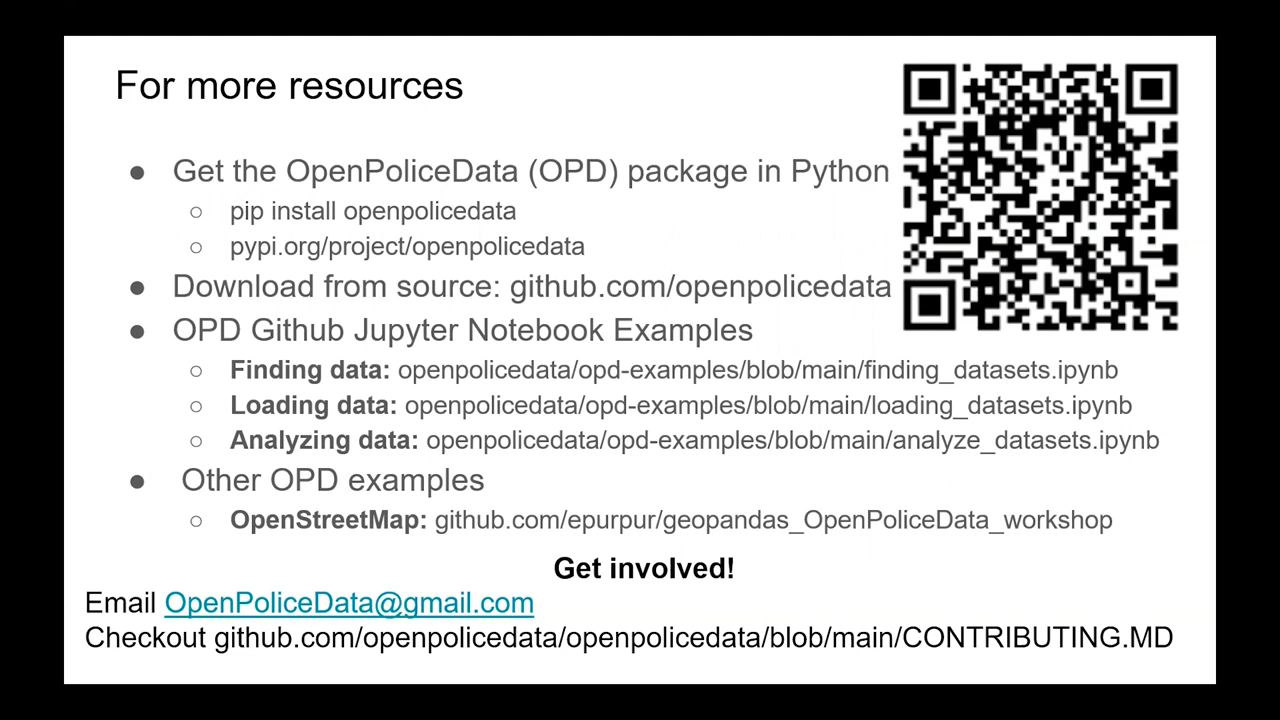 For more resources
● Get the OpenPoliceData (OPD) package in Python
○ pip install openpolicedata
○ pypi.org/project/openpolicedata
● Download from source: github.com/openpolicedata
● OPD Github Jupyter Notebook Examples
○ Finding data: openpolicedata/opd-examples/blob/main/finding_datasets.ipynb
○ Loading data: openpolicedata/opd-examples/blob/main/loading_datasets.ipynb
○ Analyzing data: openpolicedata/opd-examples/blob/main/analyze_datasets.ipynb
● Other OPD examples
○ OpenStreetMap: github.com/epurpur/geopandas_OpenPoliceData_workshop
Get involved!
Email OpenPoliceData@gmail.com
Checkout github.com/openpolicedata/openpolicedata/blob/main/CONTRIBUTING.MD